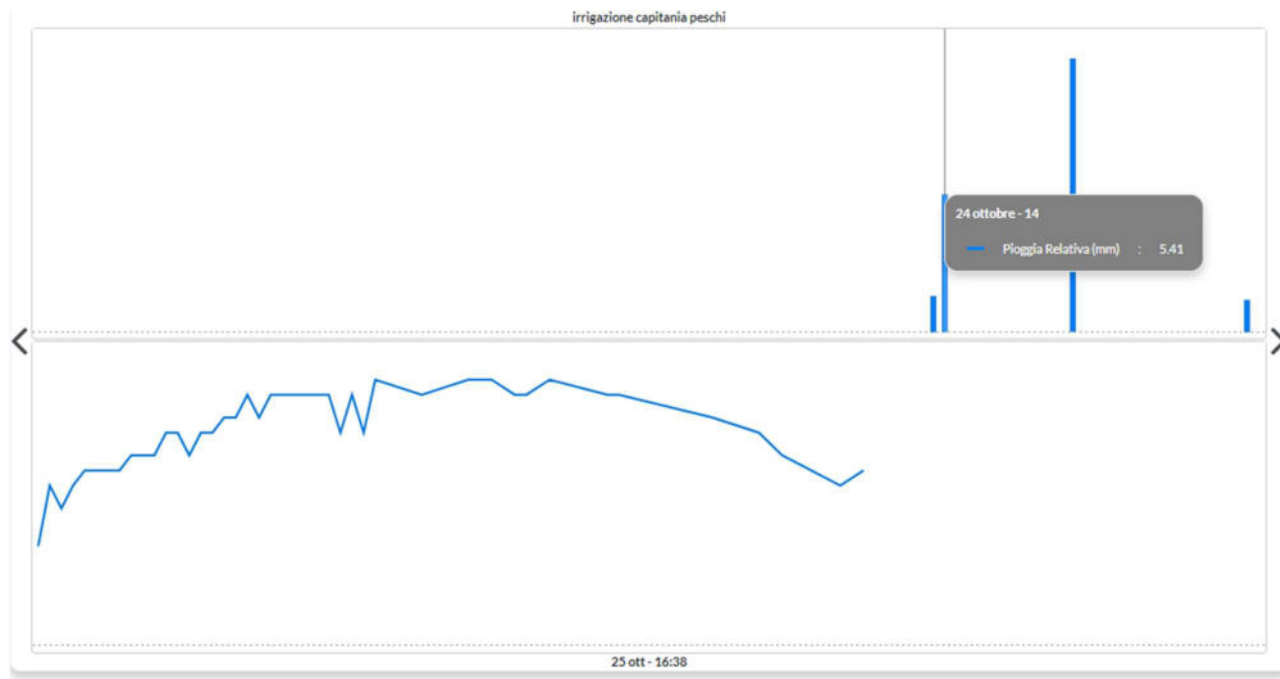 irrigazione capitania peschi
24 ottobre - 14
Pioggia Relativa (mm) : 5.41
25 ott - 16:38